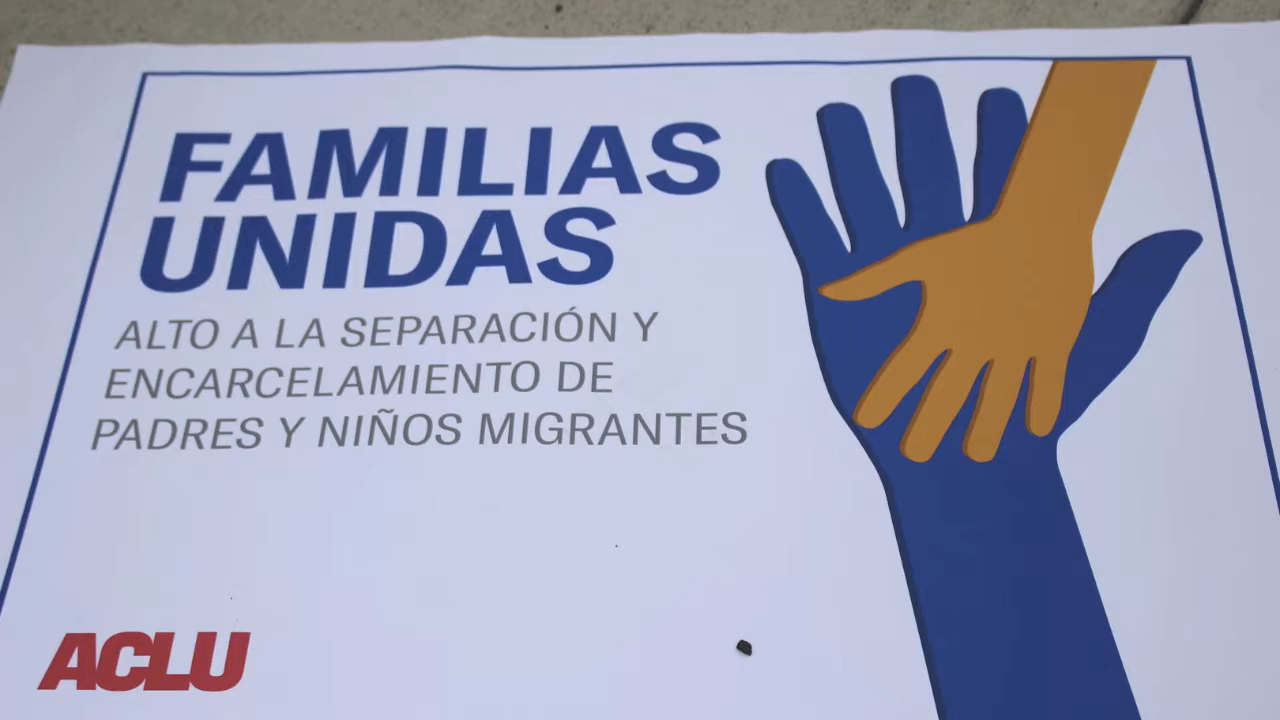 FAMILIAS
UNIDAS
ALTO A LA SEPARACIÓN Y
ENCARCELAMIENTO DE
PADRES Y NIÑOS MIGRANTES
ACLU